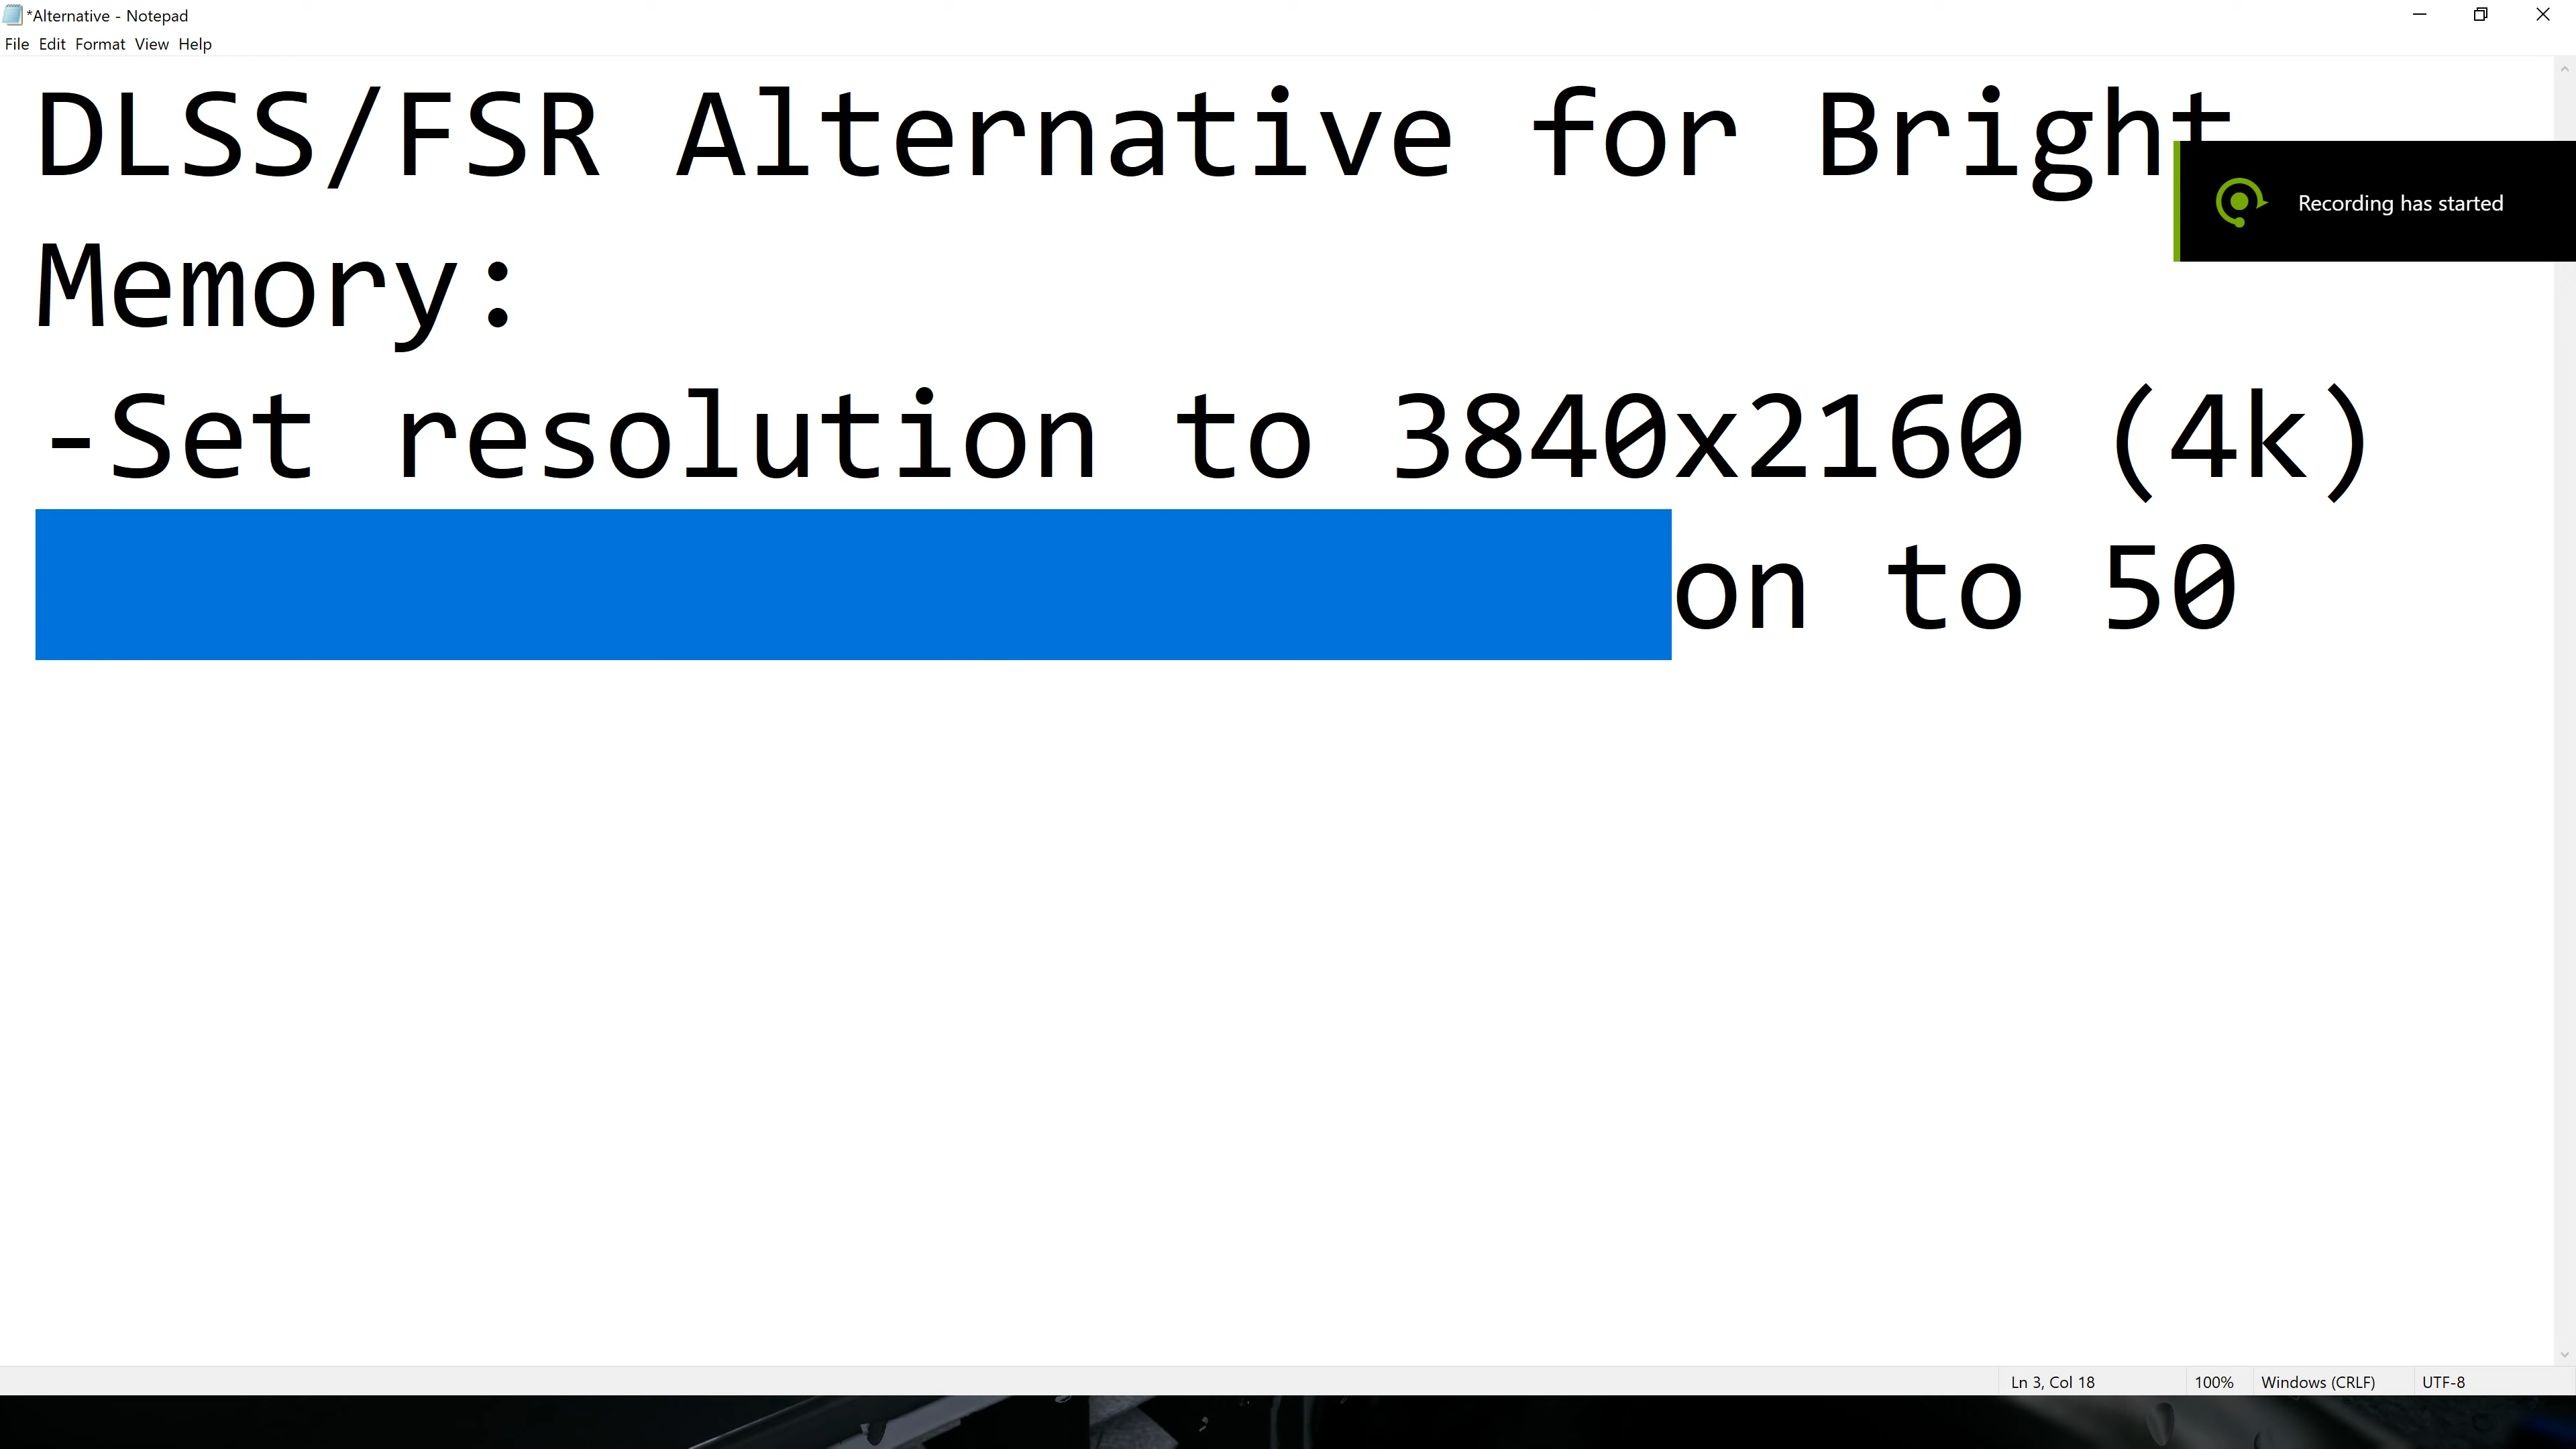 *Alternative - Notepad
File Edit Format View Help
DLSS/FSR Alternative for Bright
Memory:
Recording has started
-Set resolution to 3840x2160 (4k)
on to 50
Ln 3, Col 18 100% Windows (CRLF) UTF-8